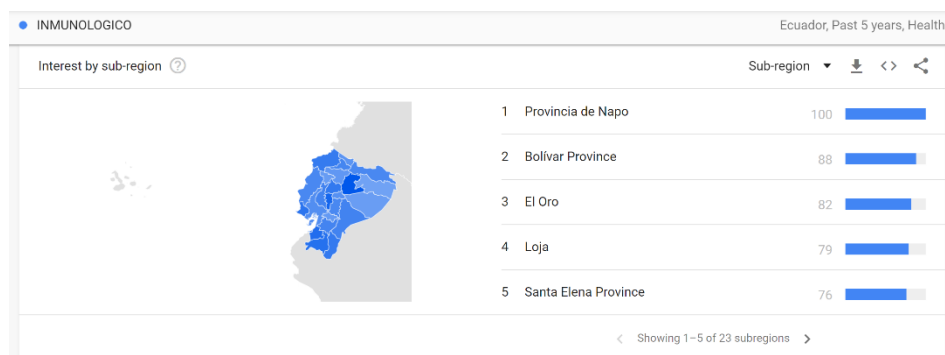 INMUNOLOGICO
Ecuador, Past 5 years, Health
Interest by sub-region ?
Sub-region
1 Provincia de Napo 100
2 Bolívar Province 88
3 El Oro 82
4 Loja 79
5 Santa Elena Province 76
Showing 1–5 of 23 subregions